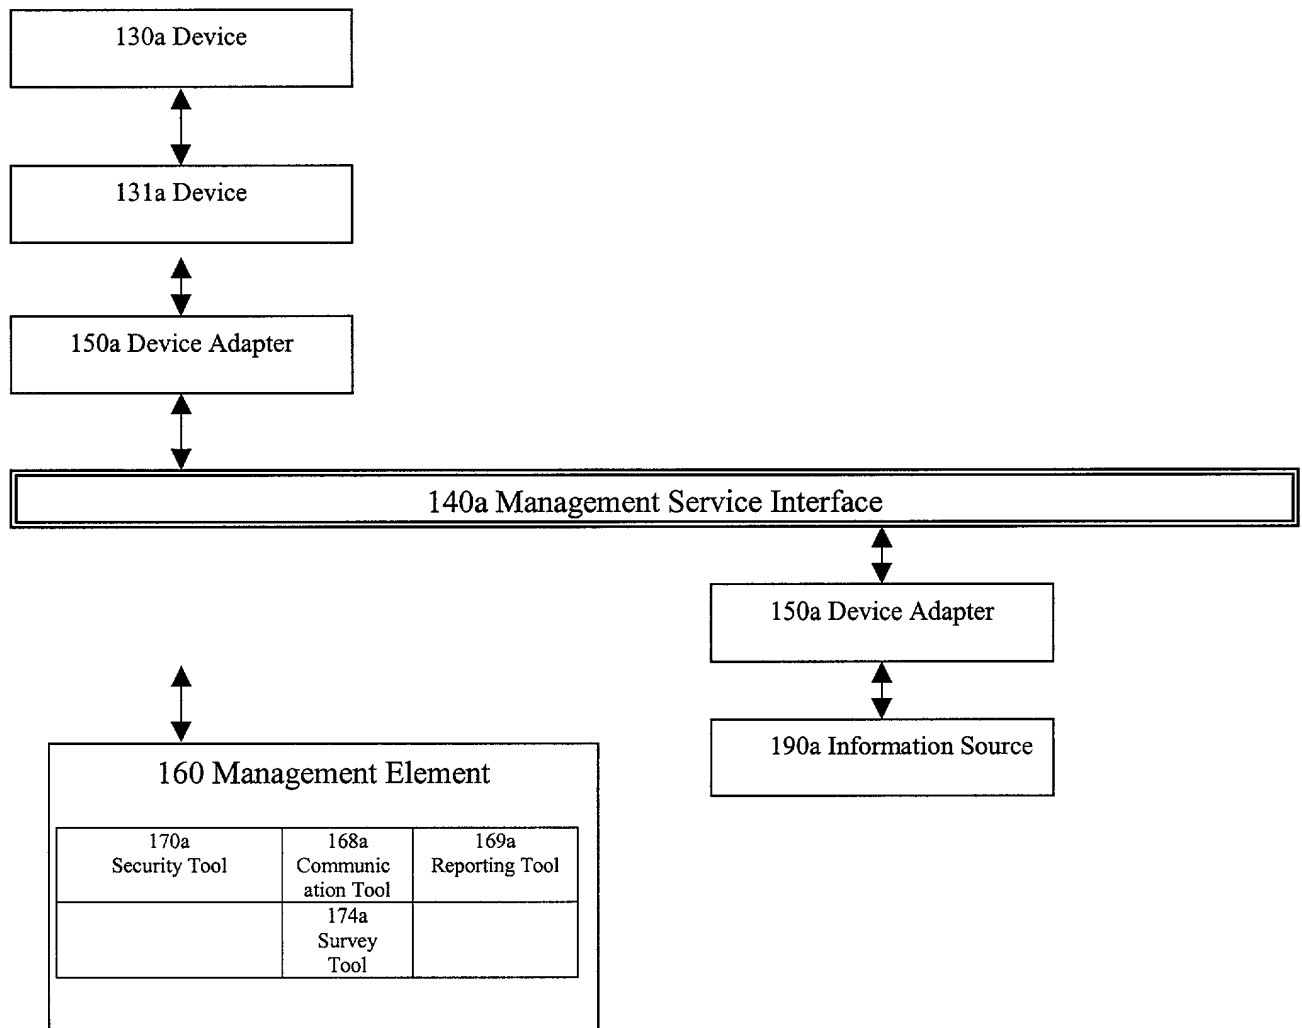 130a Device
131a Device
150a Device Adapter
140a Management Service Interface
150a Device Adapter
190a Information Source
160 Management Element
170a
Security Tool
168a
Communic
ation Tool
169a
Reporting Tool
174a
Survey
Tool